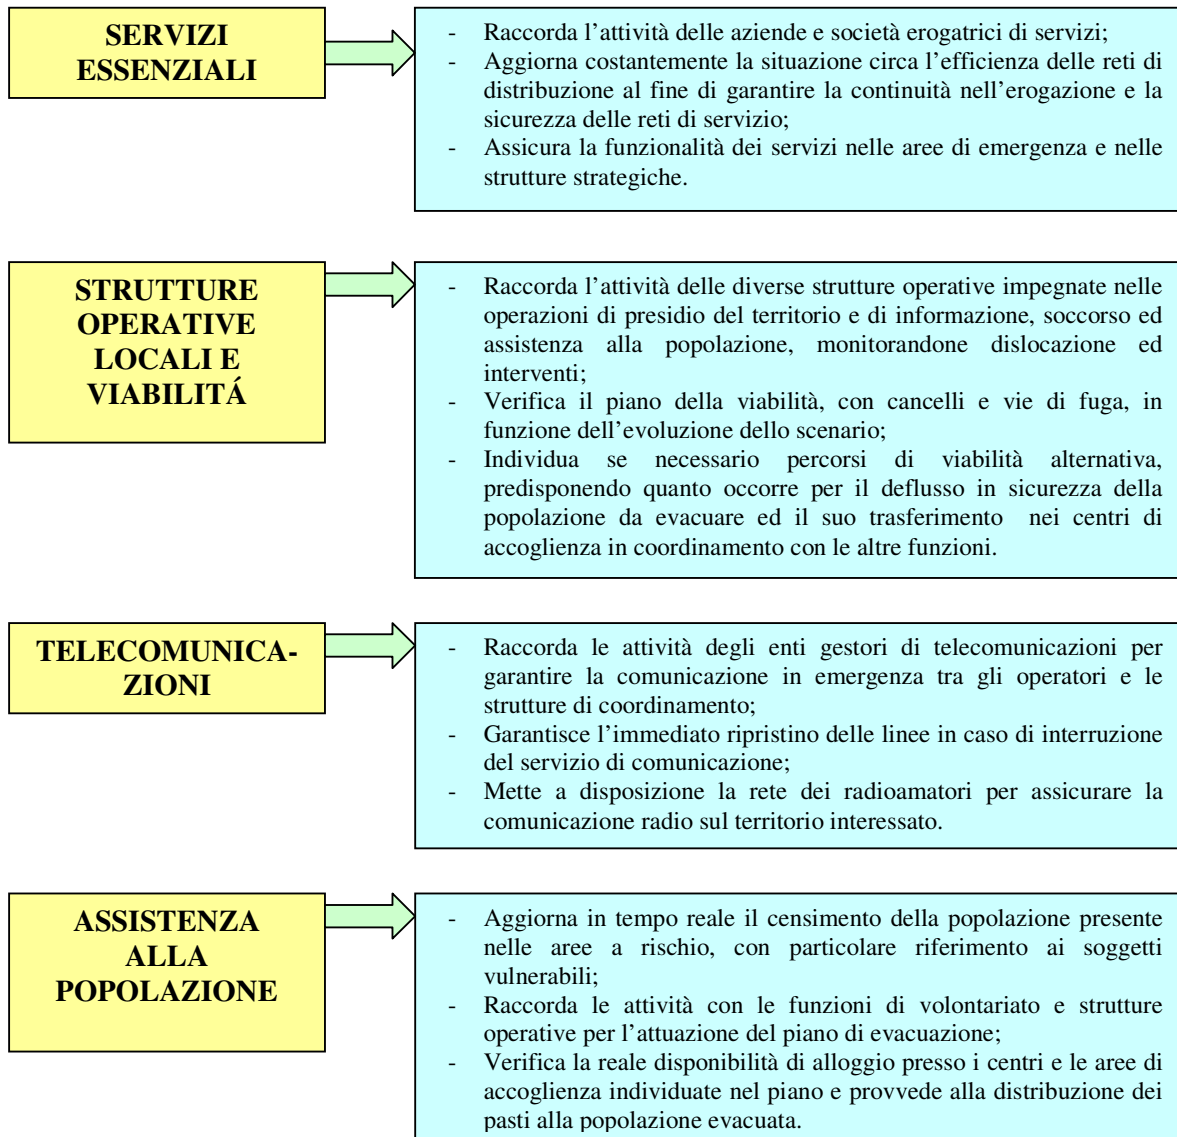 SERVIZI
ESSENZIALI
- Raccorda l’attività delle aziende e società erogatrici di servizi;
- Aggiorna costantemente la situazione circa l’efficienza delle reti di
distribuzione al fine di garantire la continuità nell’erogazione e la
sicurezza delle reti di servizio;
- Assicura la funzionalità dei servizi nelle aree di emergenza e nelle
strutture strategiche.
STRUTTURE
OPERATIVE
LOCALI E
VIABILITÁ
- Raccorda l’attività delle diverse strutture operative impegnate nelle
operazioni di presidio del territorio e di informazione, soccorso ed
assistenza alla popolazione, monitorandone dislocazione ed
interventi;
- Verifica il piano della viabilità, con cancelli e vie di fuga, in
funzione dell’evoluzione dello scenario;
- Individua se necessario percorsi di viabilità alternativa,
predisponendo quanto occorre per il deflusso in sicurezza della
popolazione da evacuare ed il suo trasferimento nei centri di
accoglienza in coordinamento con le altre funzioni.
TELECOMUNICA-
ZIONI
- Raccorda le attività degli enti gestori di telecomunicazioni per
garantire la comunicazione in emergenza tra gli operatori e le
strutture di coordinamento;
- Garantisce l’immediato ripristino delle linee in caso di interruzione
del servizio di comunicazione;
- Mette a disposizione la rete dei radioamatori per assicurare la
comunicazione radio sul territorio interessato.
ASSISTENZA
ALLA
POPOLAZIONE
- Aggiorna in tempo reale il censimento della popolazione presente
nelle aree a rischio, con particolare riferimento ai soggetti
vulnerabili;
- Raccorda le attività con le funzioni di volontariato e strutture
operative per l’attuazione del piano di evacuazione;
- Verifica la reale disponibilità di alloggio presso i centri e le aree di
accoglienza individuate nel piano e provvede alla distribuzione dei
pasti alla popolazione evacuata.